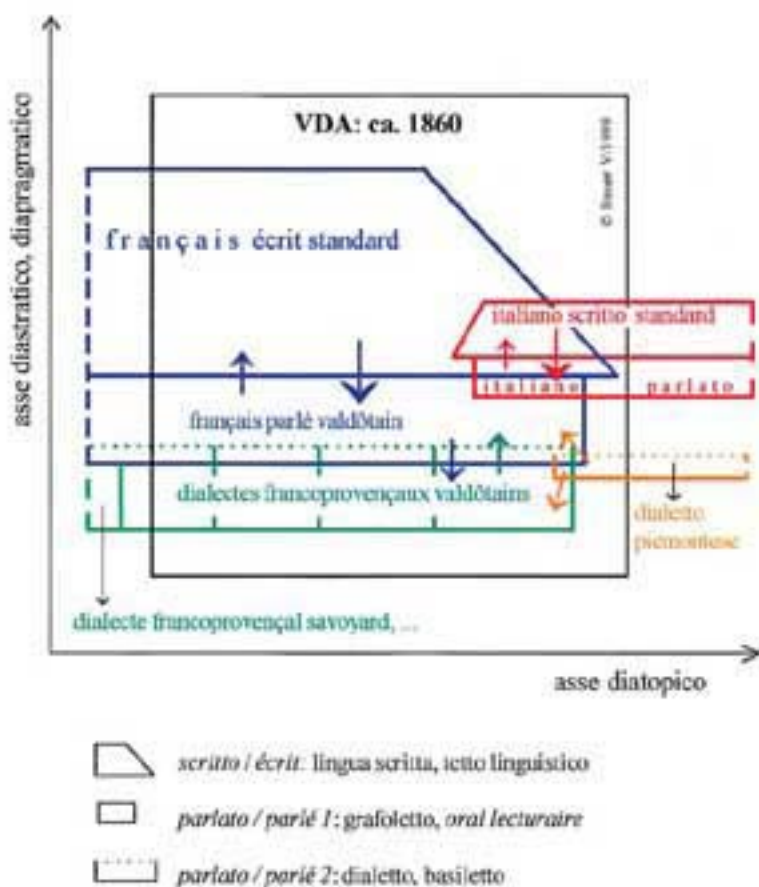 asse diastratico, diapragmatico
VDA: ca. 1860
français écrit standard
italiano scritto standard
italiano parlato
français parlé valdôtain
dialectes francoprovençaux valdôtains
dialetto
piemontese
dialecte francoprovençal savoyard, ...
asse diatopico
scritto / écrit: lingua scritta, tetto linguistico
parlato / parlé 1: grafoletto, oral lecturaire
parlato / parlé 2: dialetto, basiletto